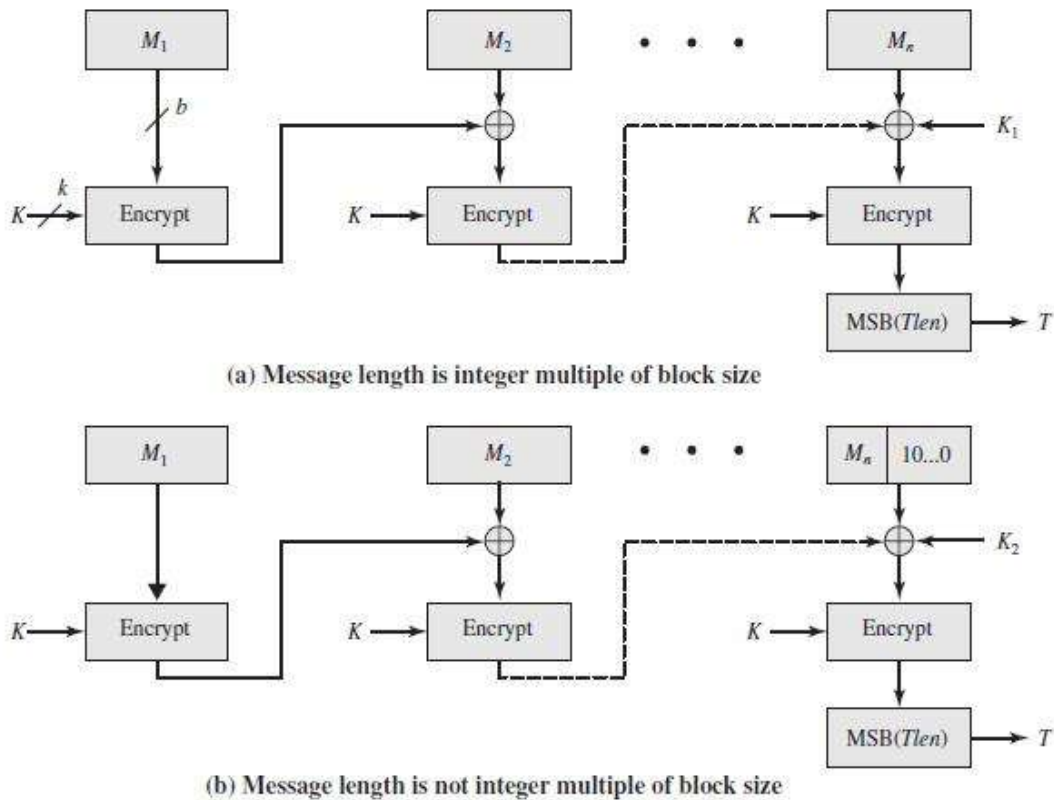 M₁ M₂ • • • Mₙ
b
K₁
k
K Encrypt K Encrypt K Encrypt
MSB(Tlen) T
(a) Message length is integer multiple of block size
M₁ M₂ • • • Mₙ 10...0
K₂
K Encrypt K Encrypt K Encrypt
MSB(Tlen) T
(b) Message length is not integer multiple of block size